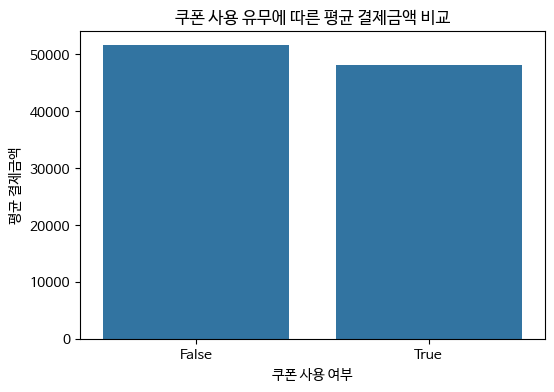 쿠폰 사용 유무에 따른 평균 결제금액 비교
평균 결제금액
50000
40000
30000
20000
10000
0
False
True
쿠폰 사용 여부